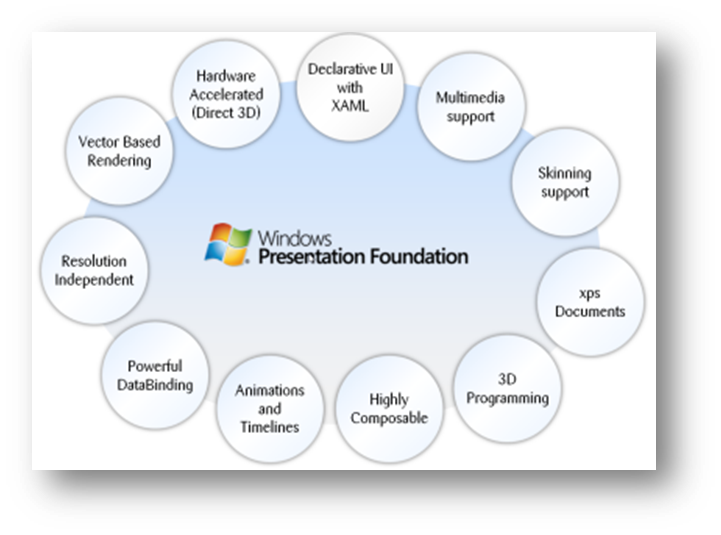 Declarative UI
with
XAML
Multimedia
support
Skinning
support
xps
Documents
3D
Programming
Highly
Composable
Animations
and
Timelines
Powerful
DataBinding
Resolution
Independent
Vector Based
Rendering
Hardware
Accelerated
(Direct 3D)
Windows
Presentation Foundation